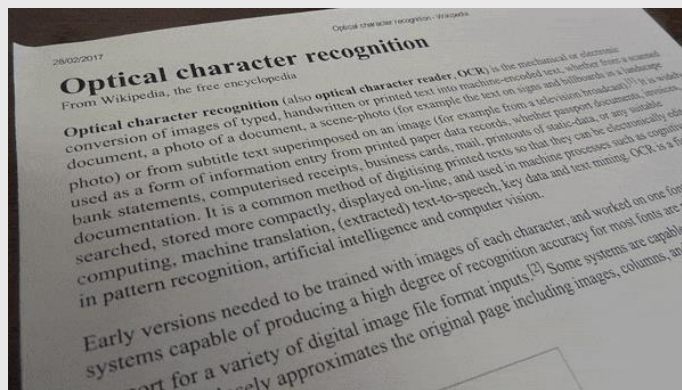 28/02/2017
Optical character recognition - Wikipedia
Optical character recognition
From Wikipedia, the free encyclopedia
Optical character recognition (also optical character reader, OCR) is the mechanical or electronic
conversion of images of typed, handwritten or printed text into machine-encoded text, whether from a scanned
document, a photo of a document, a scene-photo (for example the text on signs and billboards in a landscape
photo) or from subtitle text superimposed on an image (for example from a television broadcast).[1] It is widely
used as a form of information entry from printed paper data records, whether passport documents, invoices,
bank statements, computerised receipts, business cards, mail, printouts of static-data, or any suitable
documentation. It is a common method of digitising printed texts so that they can be electronically
searched, stored more compactly, displayed on-line, and used in machine processes such as cognitive
computing, machine translation, (extracted) text-to-speech, key data and text mining. OCR is a
in pattern recognition, artificial intelligence and computer vision.
Early versions needed to be trained with images of each character, and worked on one
systems capable of producing a high degree of recognition accuracy for most fonts are
for a variety of digital image file format inputs.[2] Some systems are capable
approximates the original page including images, columns,